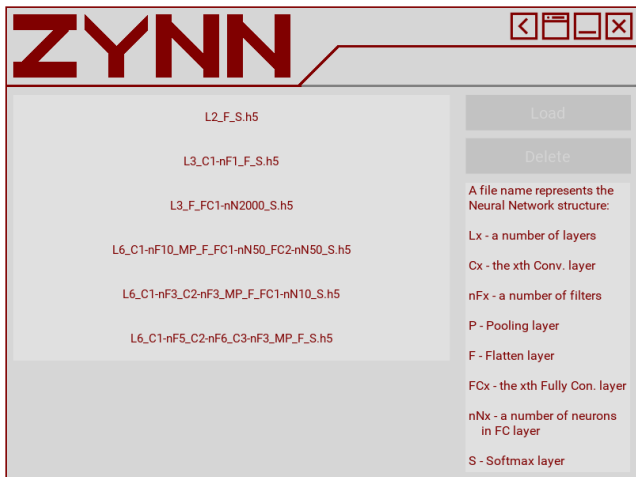 ZYNN
L2_F_S.h5
L3_C1-nF1_F_S.h5
L3_F_FC1-nN2000_S.h5
L6_C1-nF10_MP_F_FC1-nN50_FC2-nN50_S.h5
L6_C1-nF3_C2-nF3_MP_F_FC1-nN10_S.h5
L6_C1-nF5_C2-nF6_C3-nF3_MP_F_S.h5
Load
Delete
A file name represents the
Neural Network structure:
Lx - a number of layers
Cx - the xth Conv. layer
nFx - a number of filters
P - Pooling layer
F - Flatten layer
FCx - the xth Fully Con. layer
nNx - a number of neurons
in FC layer
S - Softmax layer